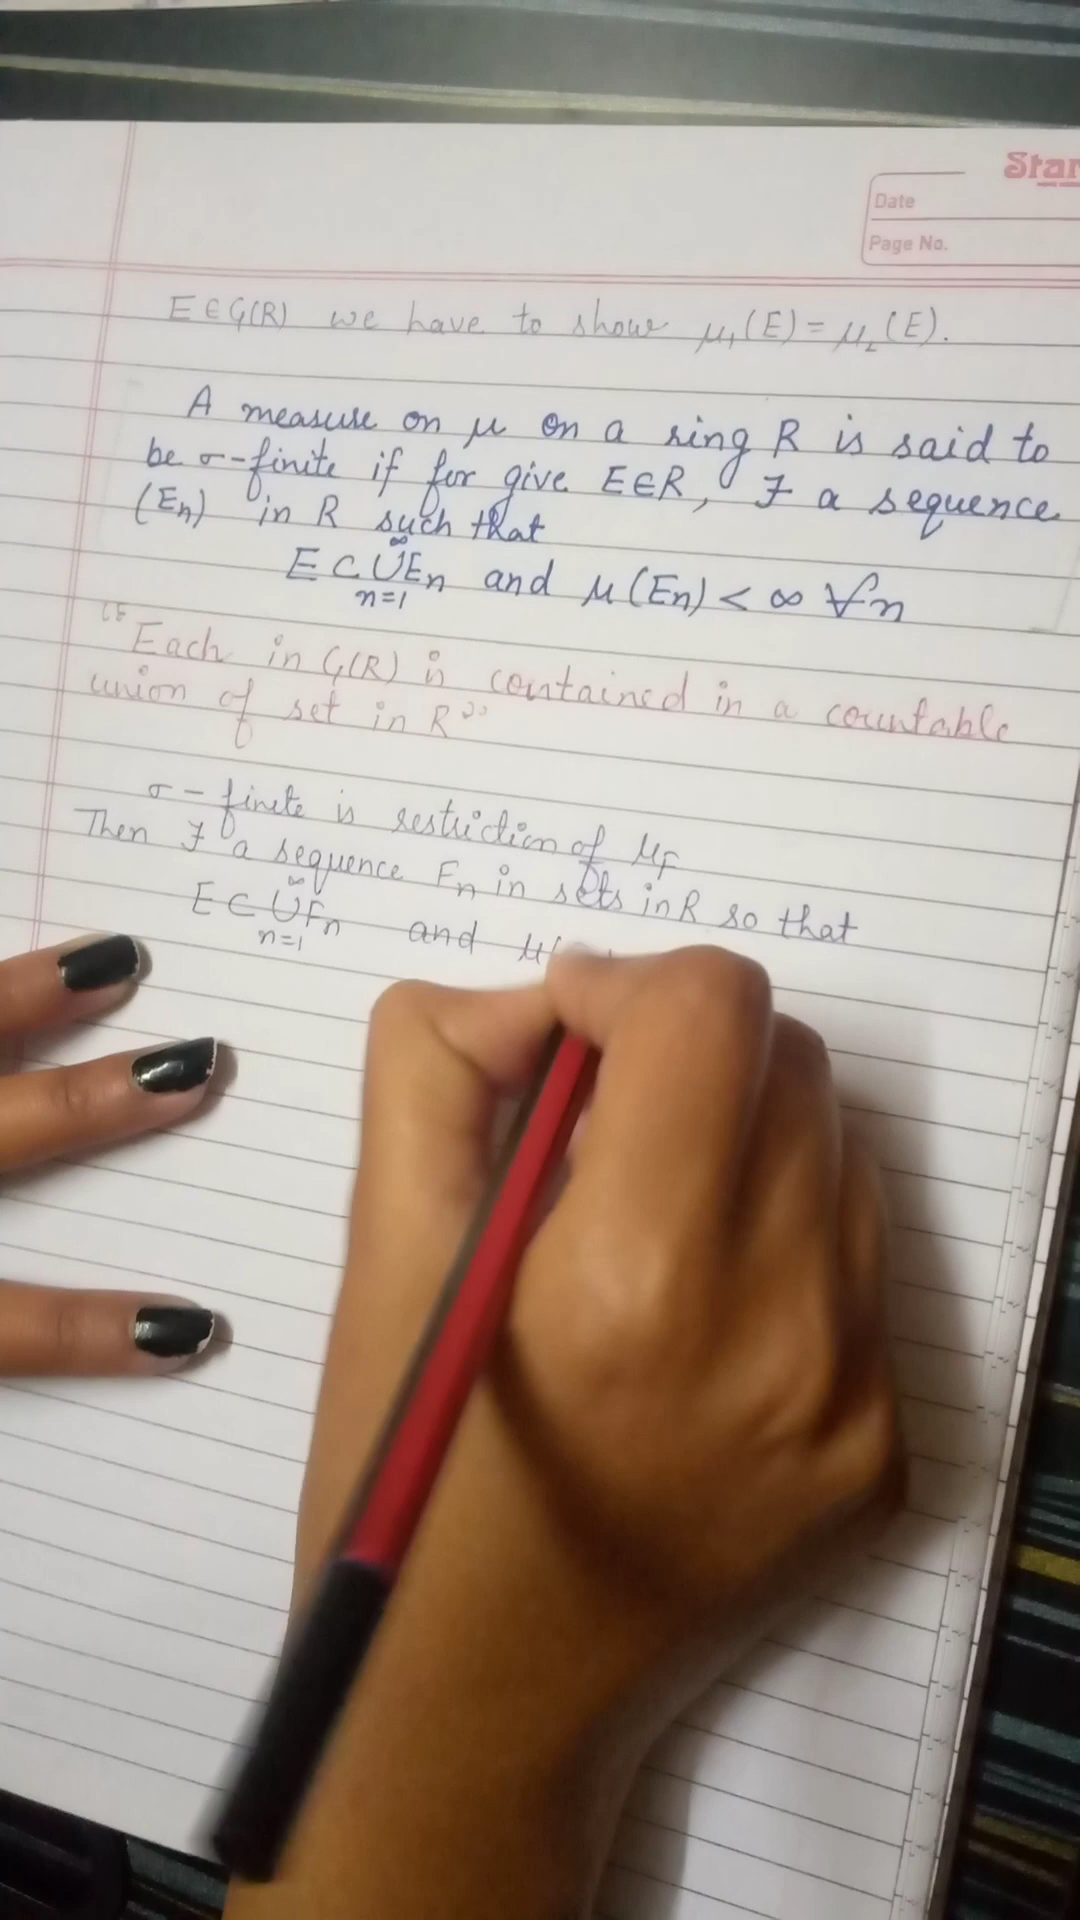 Star
Date
Page No.
E ∈ G(R) we have to show μ₁(E) = μ₂(E).
A measure on μ on a ring R is said to
be σ-finite if for give E∈R, ∃ a sequence
(En) in R such that
E ⊂ ∞∪n=1 En and μ(En) < ∞ ∀n
"Each in G(R) is contained in a countable
union of set in R"
σ-finite is restriction of μF
Then ∃ a sequence Fn in sets in R so that
E ⊂ ∞∪n=1 Fn and μ(